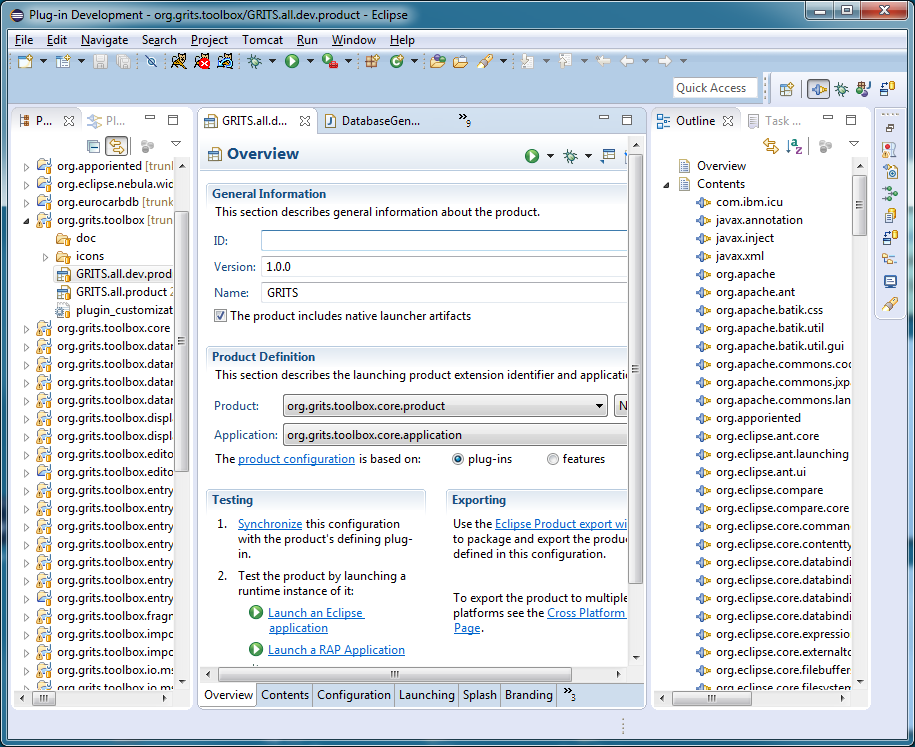 Plug-in Development - org.grits.toolbox/GRITS.all.dev.product - Eclipse
File Edit Navigate Search Project Tomcat Run Window Help
Quick Access
P...
Pl...
org.apporiented [trunk
org.eclipse.nebula.wid
org.eurocarbdb [trunk
org.grits.toolbox [trun
doc
icons
GRITS.all.dev.prod
GRITS.all.product 2
plugin_customizat
org.grits.toolbox.core
org.grits.toolbox.datar
org.grits.toolbox.datar
org.grits.toolbox.datar
org.grits.toolbox.datar
org.grits.toolbox.displ
org.grits.toolbox.displ
org.grits.toolbox.edito
org.grits.toolbox.edito
org.grits.toolbox.entry
org.grits.toolbox.entry
org.grits.toolbox.entry
org.grits.toolbox.entry
org.grits.toolbox.entry
org.grits.toolbox.entry
org.grits.toolbox.entry
org.grits.toolbox.fragn
org.grits.toolbox.impo
org.grits.toolbox.impo
org.grits.toolbox.io.ms
org.grits.toolbox.io.ms
GRITS.all.d...
DatabaseGen...
»9
Overview
General Information
This section describes general information about the product.
ID:
Version: 1.0.0
Name: GRITS
The product includes native launcher artifacts
Product Definition
This section describes the launching product extension identifier and applicatio
Product: org.grits.toolbox.core.product N
Application: org.grits.toolbox.core.application
The product configuration is based on: plug-ins features
Testing
1. Synchronize this configuration
with the product's defining plug-
in.
2. Test the product by launching a
runtime instance of it:
Launch an Eclipse
application
Launch a RAP Application
Exporting
Use the Eclipse Product export wi
to package and export the produc
defined in this configuration.
To export the product to multiple
platforms see the Cross Platform
Page.
Overview Contents Configuration Launching Splash Branding »3
Outline
Task ...
Overview
Contents
com.ibm.icu
javax.annotation
javax.inject
javax.xml
org.apache
org.apache.ant
org.apache.batik.css
org.apache.batik.util
org.apache.batik.util.gui
org.apache.commons.coc
org.apache.commons.jxp
org.apache.commons.lan
org.apporiented
org.eclipse.ant.core
org.eclipse.ant.launching
org.eclipse.ant.ui
org.eclipse.compare
org.eclipse.compare.core
org.eclipse.core.comman
org.eclipse.core.contentty
org.eclipse.core.databindi
org.eclipse.core.databindi
org.eclipse.core.databindi
org.eclipse.core.databindi
org.eclipse.core.expressio
org.eclipse.core.externalto
org.eclipse.core.filebuffer
org.eclipse.core.filesystem